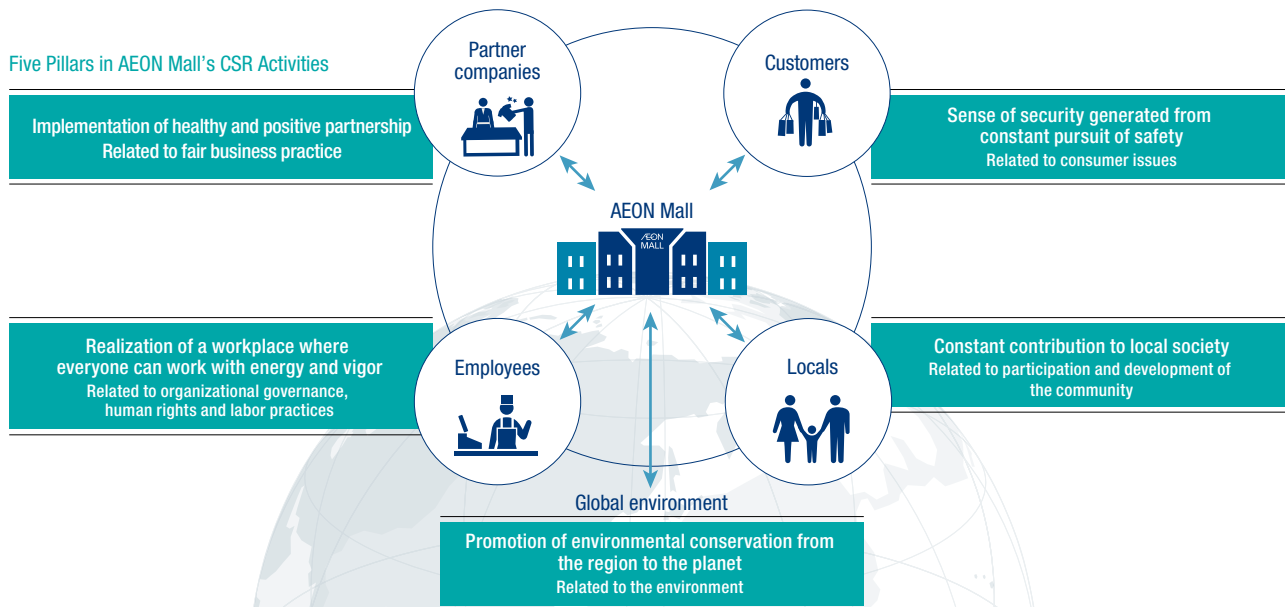 Five Pillars in AEON Mall's CSR Activities
Partner
companies
Implementation of healthy and positive partnership
Related to fair business practice
Customers
Sense of security generated from
constant pursuit of safety
Related to consumer issues
AEON Mall
ÆON
MALL
Realization of a workplace where
everyone can work with energy and vigor
Related to organizational governance,
human rights and labor practices
Employees
Locals
Constant contribution to local society
Related to participation and development of
the community
Global environment
Promotion of environmental conservation from
the region to the planet
Related to the environment